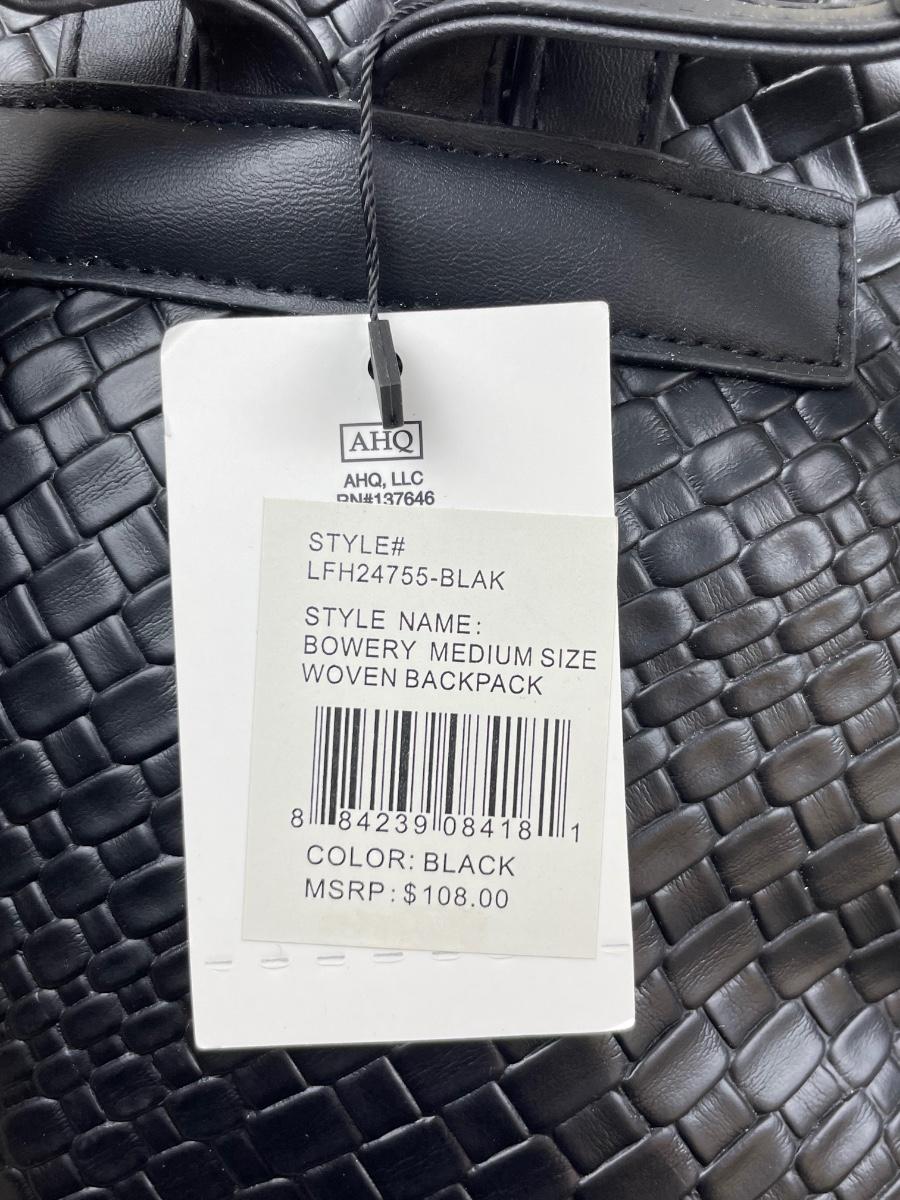 AHQ
AHQ, LLC
RN#137646
STYLE#
LFH24755-BLAK
STYLE NAME:
BOWERY MEDIUM SIZE
WOVEN BACKPACK
8 84239 08418 1
COLOR: BLACK
MSRP: $108.00